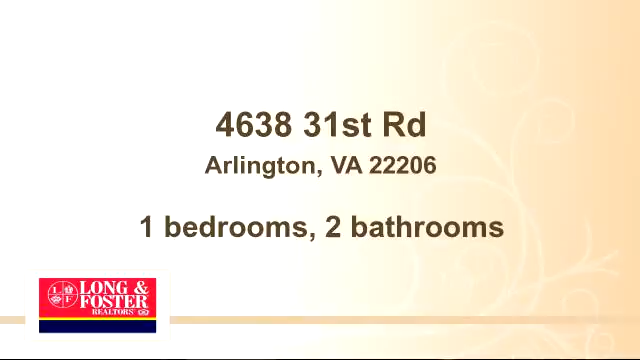 4638 31st Rd
Arlington, VA 22206
1 bedrooms, 2 bathrooms
LONG &
FOSTER
REALTORS